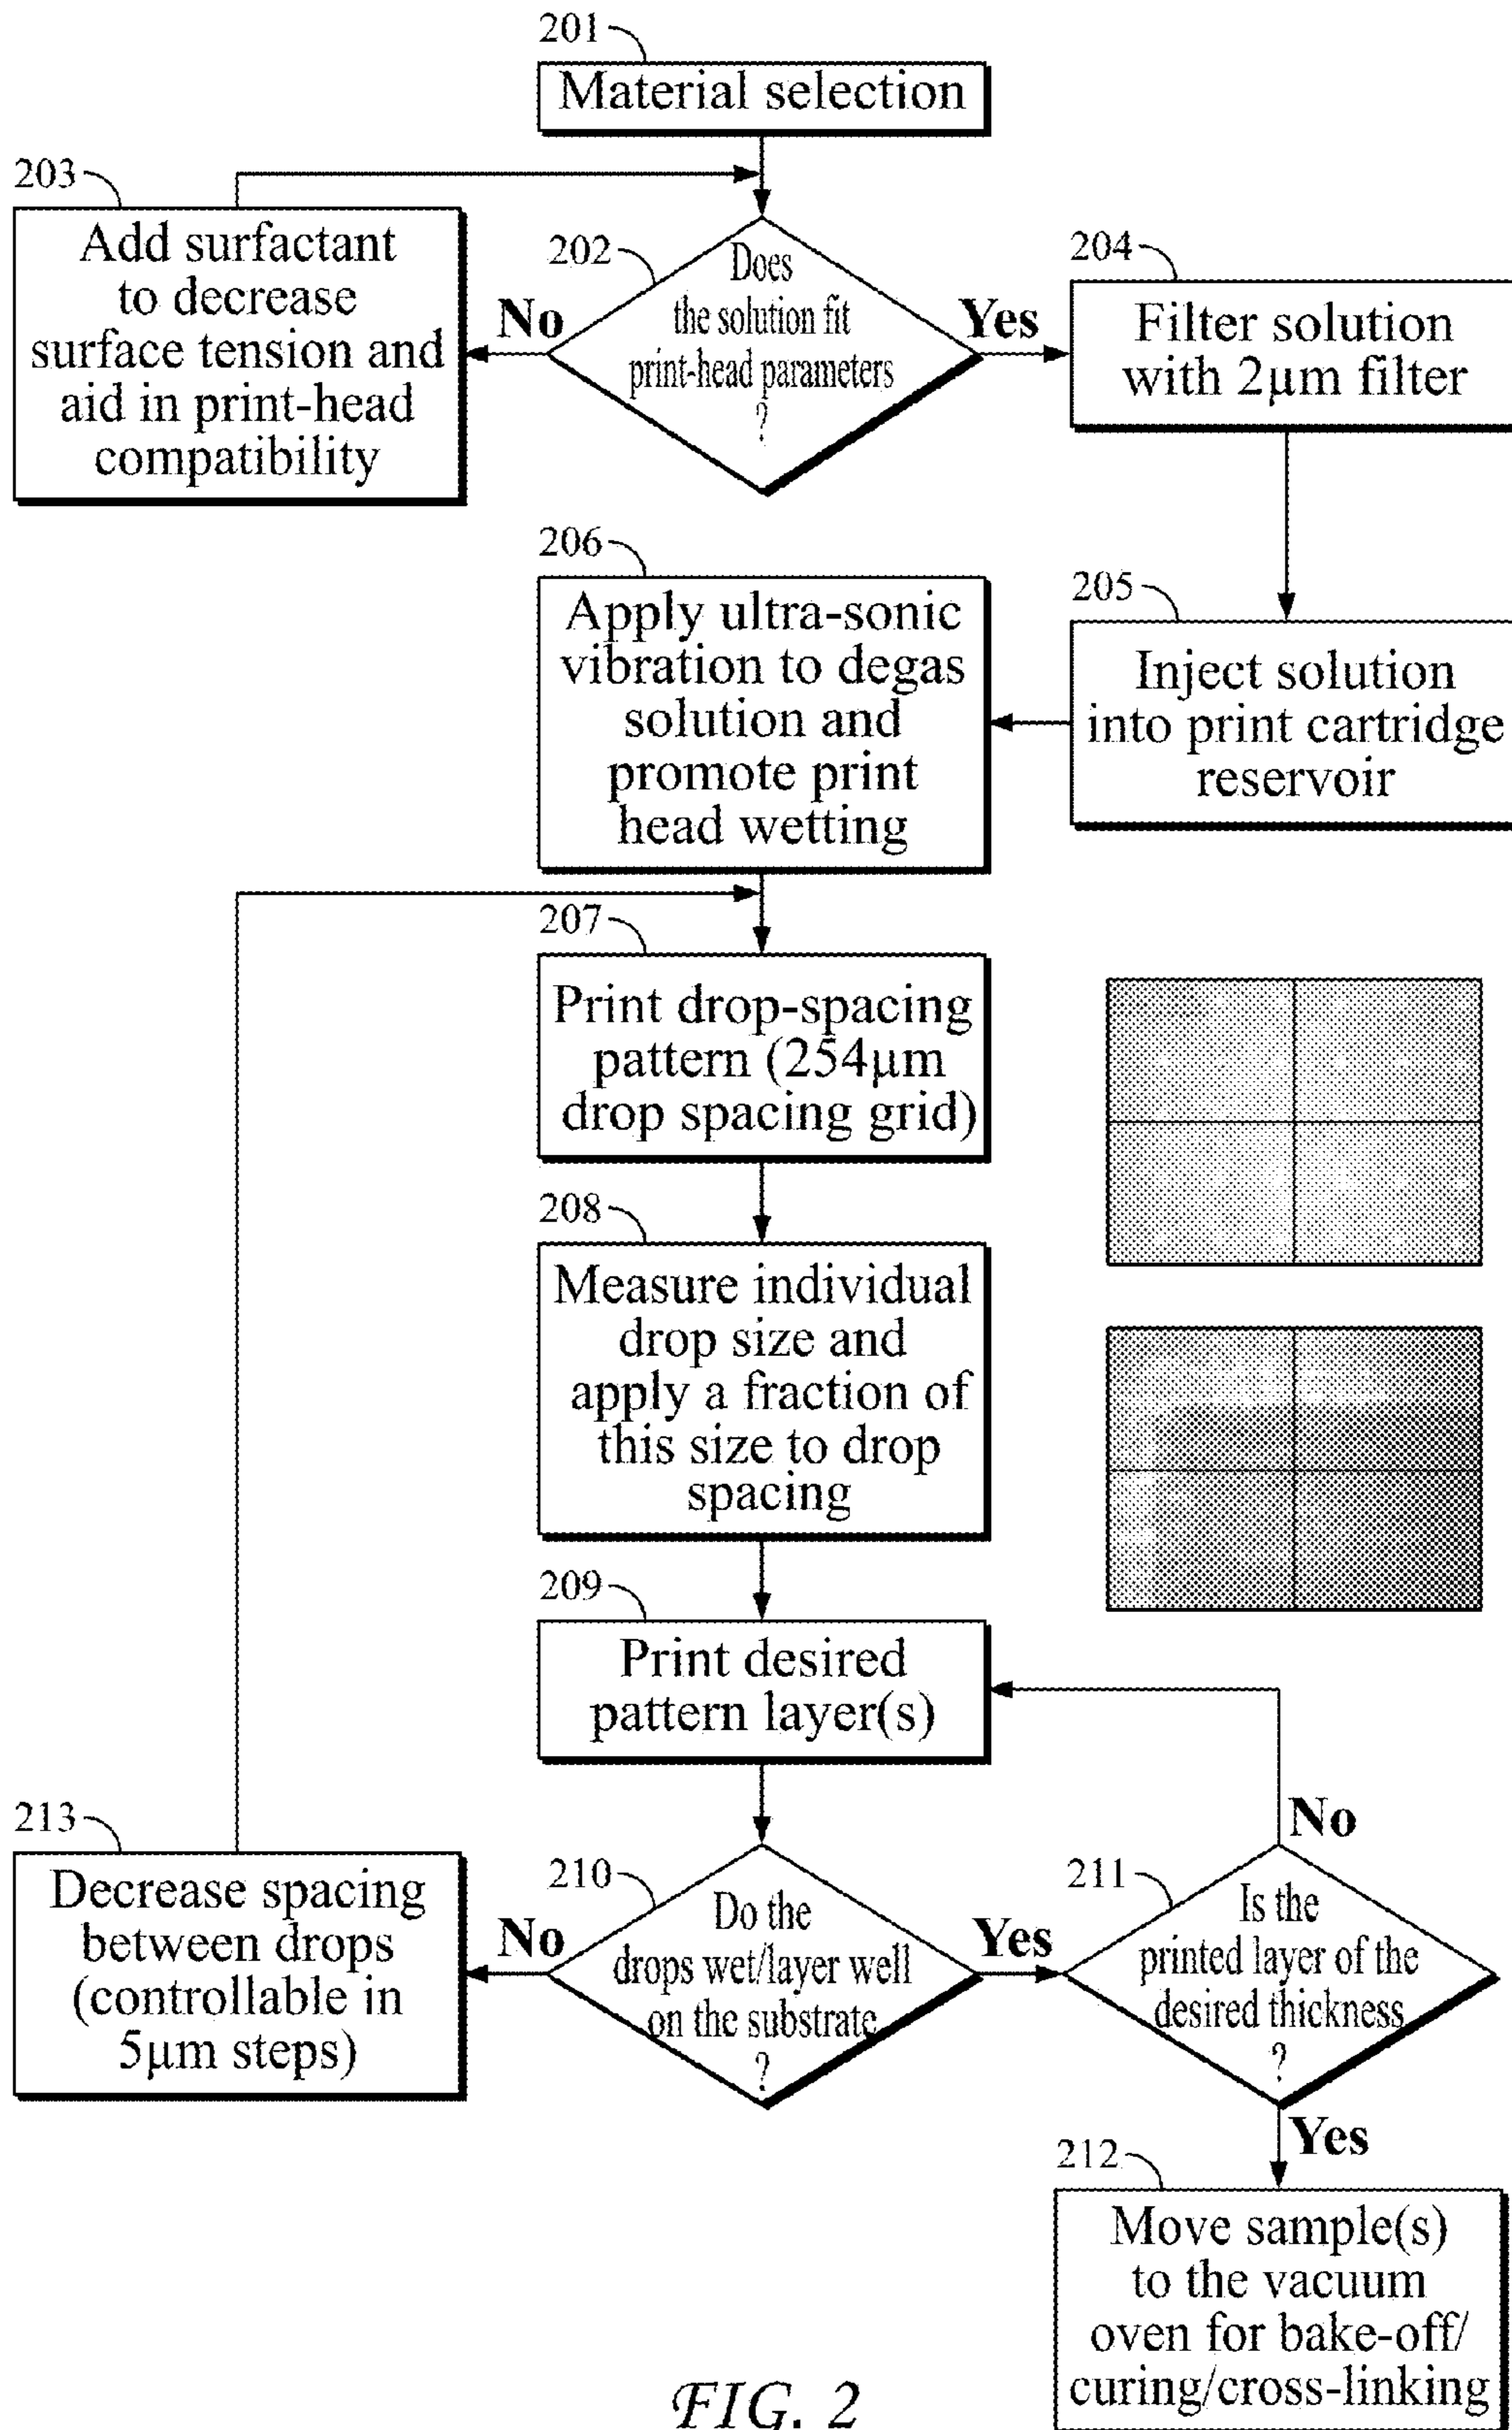 201
Material selection
203
Add surfactant
to decrease
surface tension and
aid in print-head
compatibility
202
Does
the solution fit
print-head parameters
?
No
Yes
204
Filter solution
with 2µm filter
206
Apply ultra-sonic
vibration to degas
solution and
promote print
head wetting
205
Inject solution
into print cartridge
reservoir
207
Print drop-spacing
pattern (254µm
drop spacing grid)
208
Measure individual
drop size and
apply a fraction of
this size to drop
spacing
209
Print desired
pattern layer(s)
213
Decrease spacing
between drops
(controllable in
5µm steps)
210
Do the
drops wet/layer well
on the substrate
?
No
Yes
211
Is the
printed layer of the
desired thickness
?
No
Yes
212
Move sample(s)
to the vacuum
oven for bake-off/
curing/cross-linking
FIG. 2